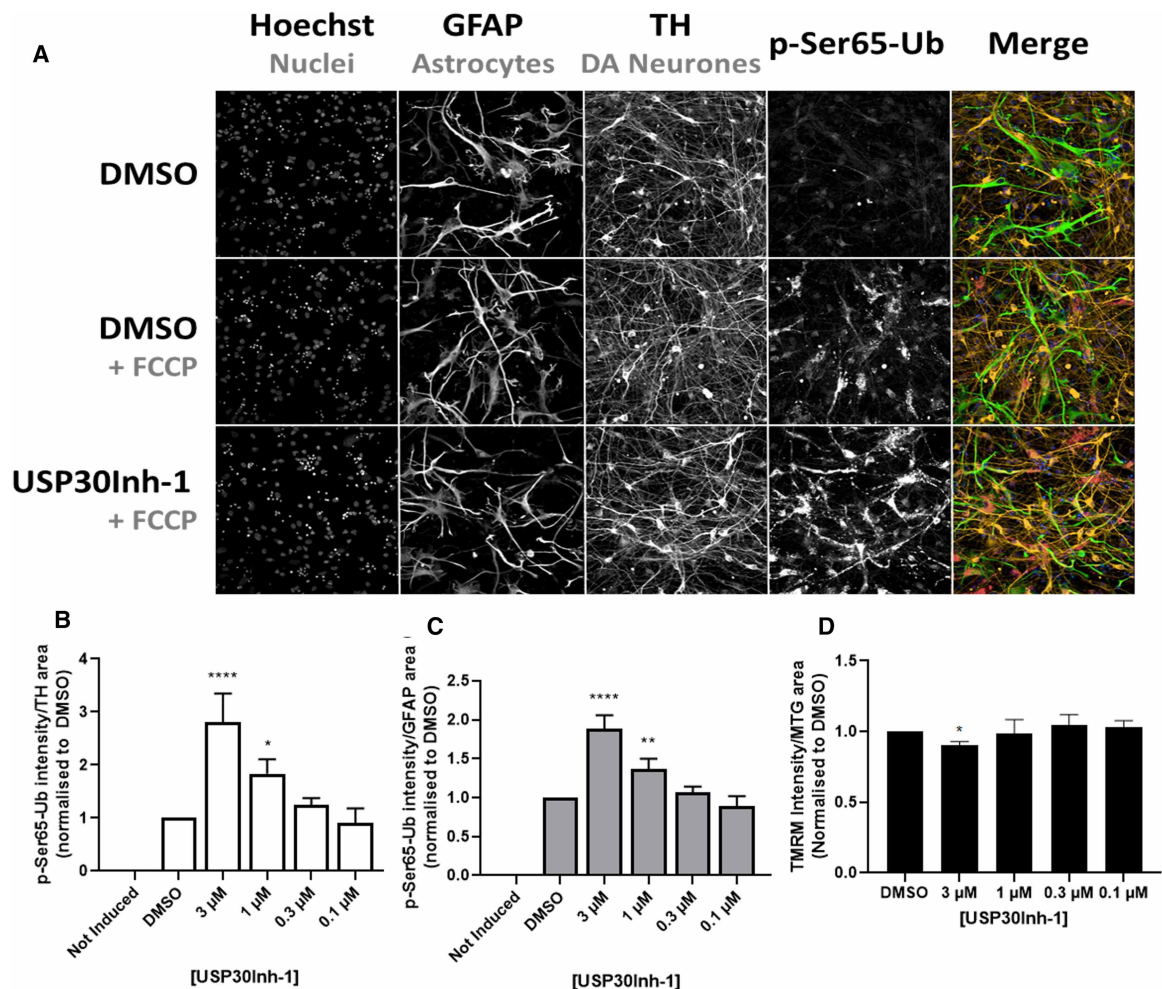 A
Hoechst
Nuclei
GFAP
Astrocytes
TH
DA Neurones
p-Ser65-Ub
Merge
DMSO
DMSO
+ FCCP
USP30Inh-1
+ FCCP
B
p-Ser65-Ub intensity/TH area
(normalised to DMSO)
4
3
2
1
0
****
*
Not Induced
DMSO
3 µM
1 µM
0.3 µM
0.1 µM
[USP30Inh-1]
C
p-Ser65-Ub intensity/GFAP area
(normalised to DMSO)
2.5
2.0
1.5
1.0
0.5
0.0
****
**
Not Induced
DMSO
3 µM
1 µM
0.3 µM
0.1 µM
[USP30Inh-1]
D
TMRM Intensity/MTG area
(Normalised to DMSO)
1.5
1.0
0.5
0.0
*
DMSO
3 µM
1 µM
0.3 µM
0.1 µM
[USP30Inh-1]